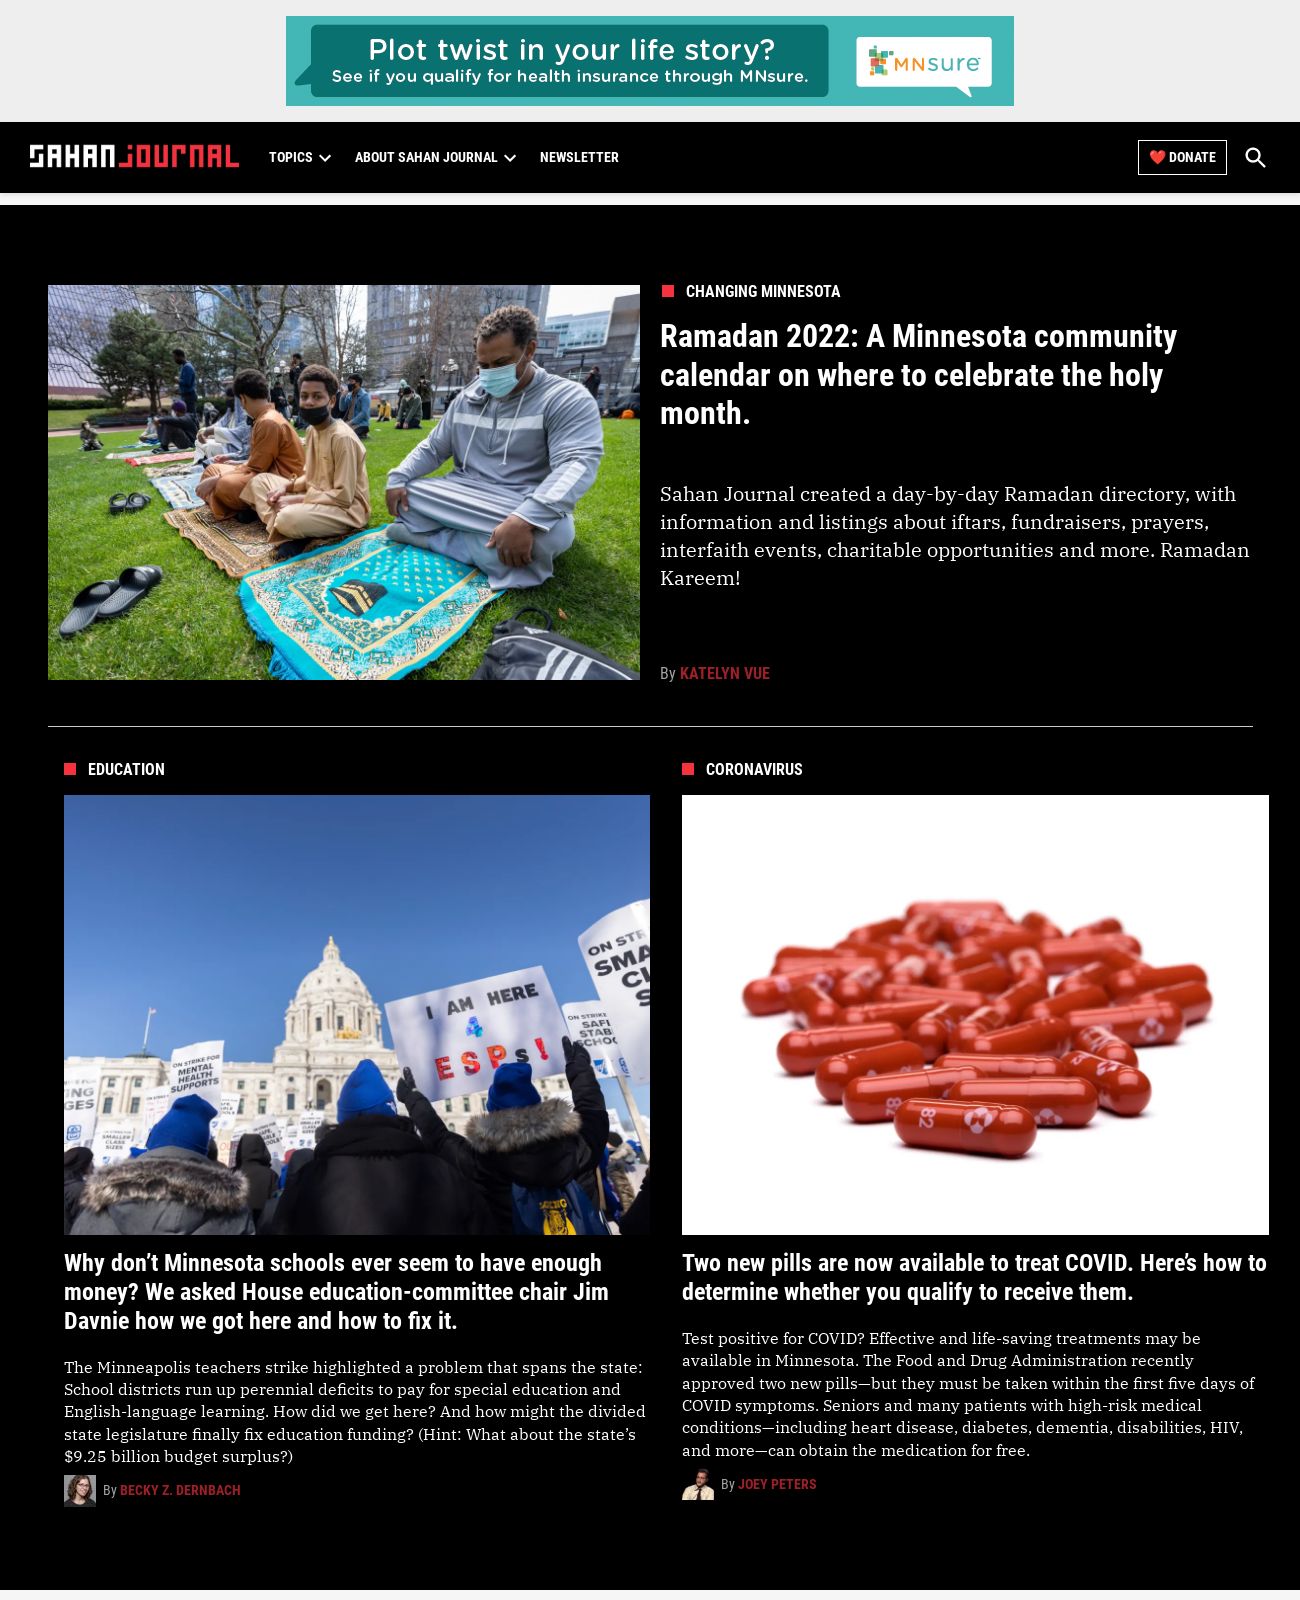 Plot twist in your life story?
See if you qualify for health insurance through MNsure.
MNsure
SAHAN JOURNAL
TOPICS
ABOUT SAHAN JOURNAL
NEWSLETTER
❤️ DONATE
CHANGING MINNESOTA
Ramadan 2022: A Minnesota community
calendar on where to celebrate the holy
month.
Sahan Journal created a day-by-day Ramadan directory, with
information and listings about iftars, fundraisers, prayers,
interfaith events, charitable opportunities and more. Ramadan
Kareem!
By KATELYN VUE
EDUCATION
ON STR
SMA
CL
S
I AM HERE
4
ESPs!
ON STRIKE FOR
SAFE
STAB
SCHOO
ON STRIKE FOR
MENTAL
HEALTH
SUPPORTS
ING
GES
SMALLER
CLASS
SIZES
Why don’t Minnesota schools ever seem to have enough
money? We asked House education-committee chair Jim
Davnie how we got here and how to fix it.
The Minneapolis teachers strike highlighted a problem that spans the state:
School districts run up perennial deficits to pay for special education and
English-language learning. How did we get here? And how might the divided
state legislature finally fix education funding? (Hint: What about the state’s
$9.25 billion budget surplus?)
By BECKY Z. DERNBACH
CORONAVIRUS
82
82
Two new pills are now available to treat COVID. Here’s how to
determine whether you qualify to receive them.
Test positive for COVID? Effective and life-saving treatments may be
available in Minnesota. The Food and Drug Administration recently
approved two new pills—but they must be taken within the first five days of
COVID symptoms. Seniors and many patients with high-risk medical
conditions—including heart disease, diabetes, dementia, disabilities, HIV,
and more—can obtain the medication for free.
By JOEY PETERS